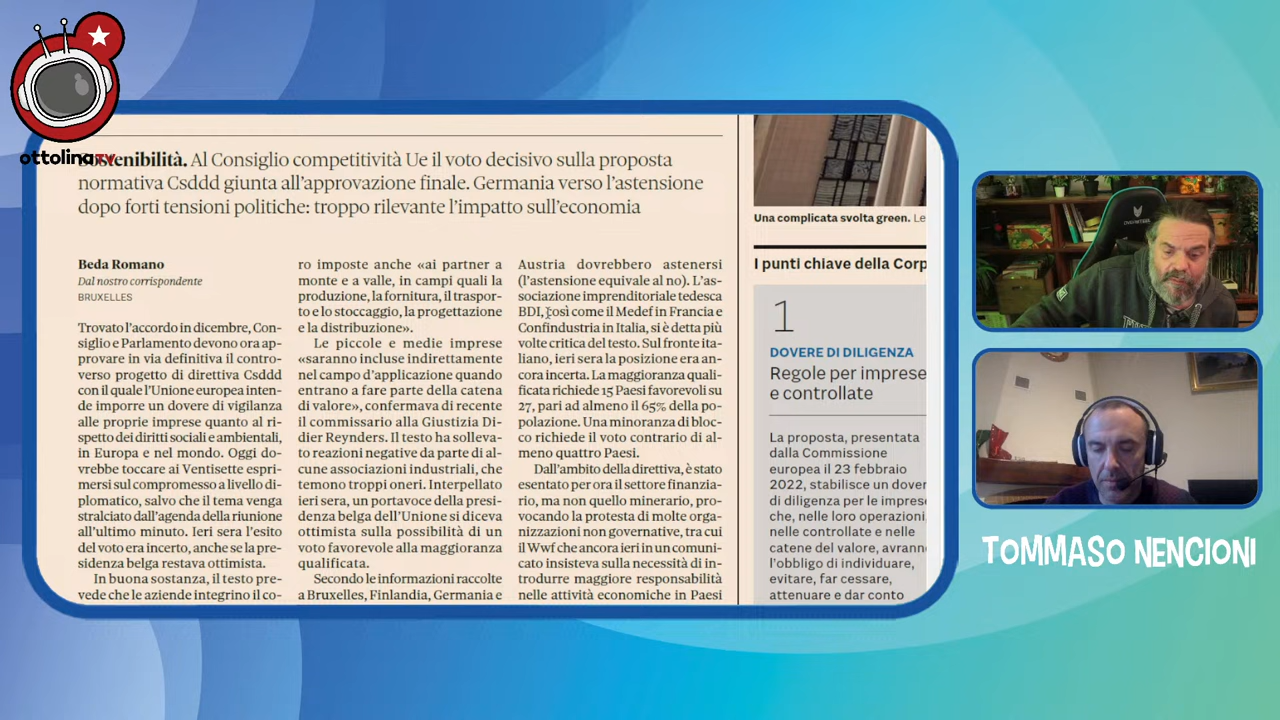 ottolina TV
Sostenibilità. Al Consiglio competitività Ue il voto decisivo sulla proposta
normativa Csddd giunta all'approvazione finale. Germania verso l'astensione
dopo forti tensioni politiche: troppo rilevante l'impatto sull'economia
Beda Romano
Dal nostro corrispondente
BRUXELLES
Trovato l'accordo in dicembre, Con-
siglio e Parlamento devono ora ap-
provare in via definitiva il contro-
verso progetto di direttiva Csddd
con il quale l'Unione europea inten-
de imporre un dovere di vigilanza
alle proprie imprese quanto al ri-
spetto dei diritti sociali e ambientali,
in Europa e nel mondo. Oggi do-
vrebbe toccare ai Ventisette espri-
mersi sul compromesso a livello di-
plomatico, salvo che il tema venga
stralciato dall'agenda della riunione
all'ultimo minuto. Ieri sera l'esito
del voto era incerto, anche se la pre-
sidenza belga restava ottimista.
In buona sostanza, il testo pre-
vede che le aziende integrino il co-
ro imposte anche «ai partner a
monte e a valle, in campi quali la
produzione, la fornitura, il traspor-
to e lo stoccaggio, la progettazione
e la distribuzione».
Le piccole e medie imprese
«saranno incluse indirettamente
nel campo d'applicazione quando
entrano a fare parte della catena
di valore», confermava di recente
il commissario alla Giustizia Di-
dier Reynders. Il testo ha solleva-
to reazioni negative da parte di al-
cune associazioni industriali, che
temono troppi oneri. Interpellato
ieri sera, un portavoce della presi-
denza belga dell'Unione si diceva
ottimista sulla possibilità di un
voto favorevole alla maggioranza
qualificata.
Secondo le informazioni raccolte
a Bruxelles, Finlandia, Germania e
Austria dovrebbero astenersi
(l'astensione equivale al no). L'as-
sociazione imprenditoriale tedesca
BDI, così come il Medef in Francia e
Confindustria in Italia, si è detta più
volte critica del testo. Sul fronte ita-
liano, ieri sera la posizione era an-
cora incerta. La maggioranza quali-
ficata richiede 15 Paesi favorevoli su
27, pari ad almeno il 65% della po-
polazione. Una minoranza di bloc-
co richiede il voto contrario di al-
meno quattro Paesi.
Dall'ambito della direttiva, è stato
esentato per ora il settore finanzia-
rio, ma non quello minerario, pro-
vocando la protesta di molte orga-
nizzazioni non governative, tra cui
il Wwf che ancora ieri in un comuni-
cato insisteva sulla necessità di in-
trodurre maggiore responsabilità
nelle attività economiche in Paesi
Una complicata svolta green. Le
I punti chiave della Corp
1
DOVERE DI DILIGENZA
Regole per imprese
e controllate
La proposta, presentata
dalla Commissione
europea il 23 febbraio
2022, stabilisce un dover
di diligenza per le imprese
che, nelle loro operazioni,
nelle controllate e nelle
catene del valore, avranno
l'obbligo di individuare,
evitare, far cessare,
attenuare e dar conto
TOMMASO NENCIONI